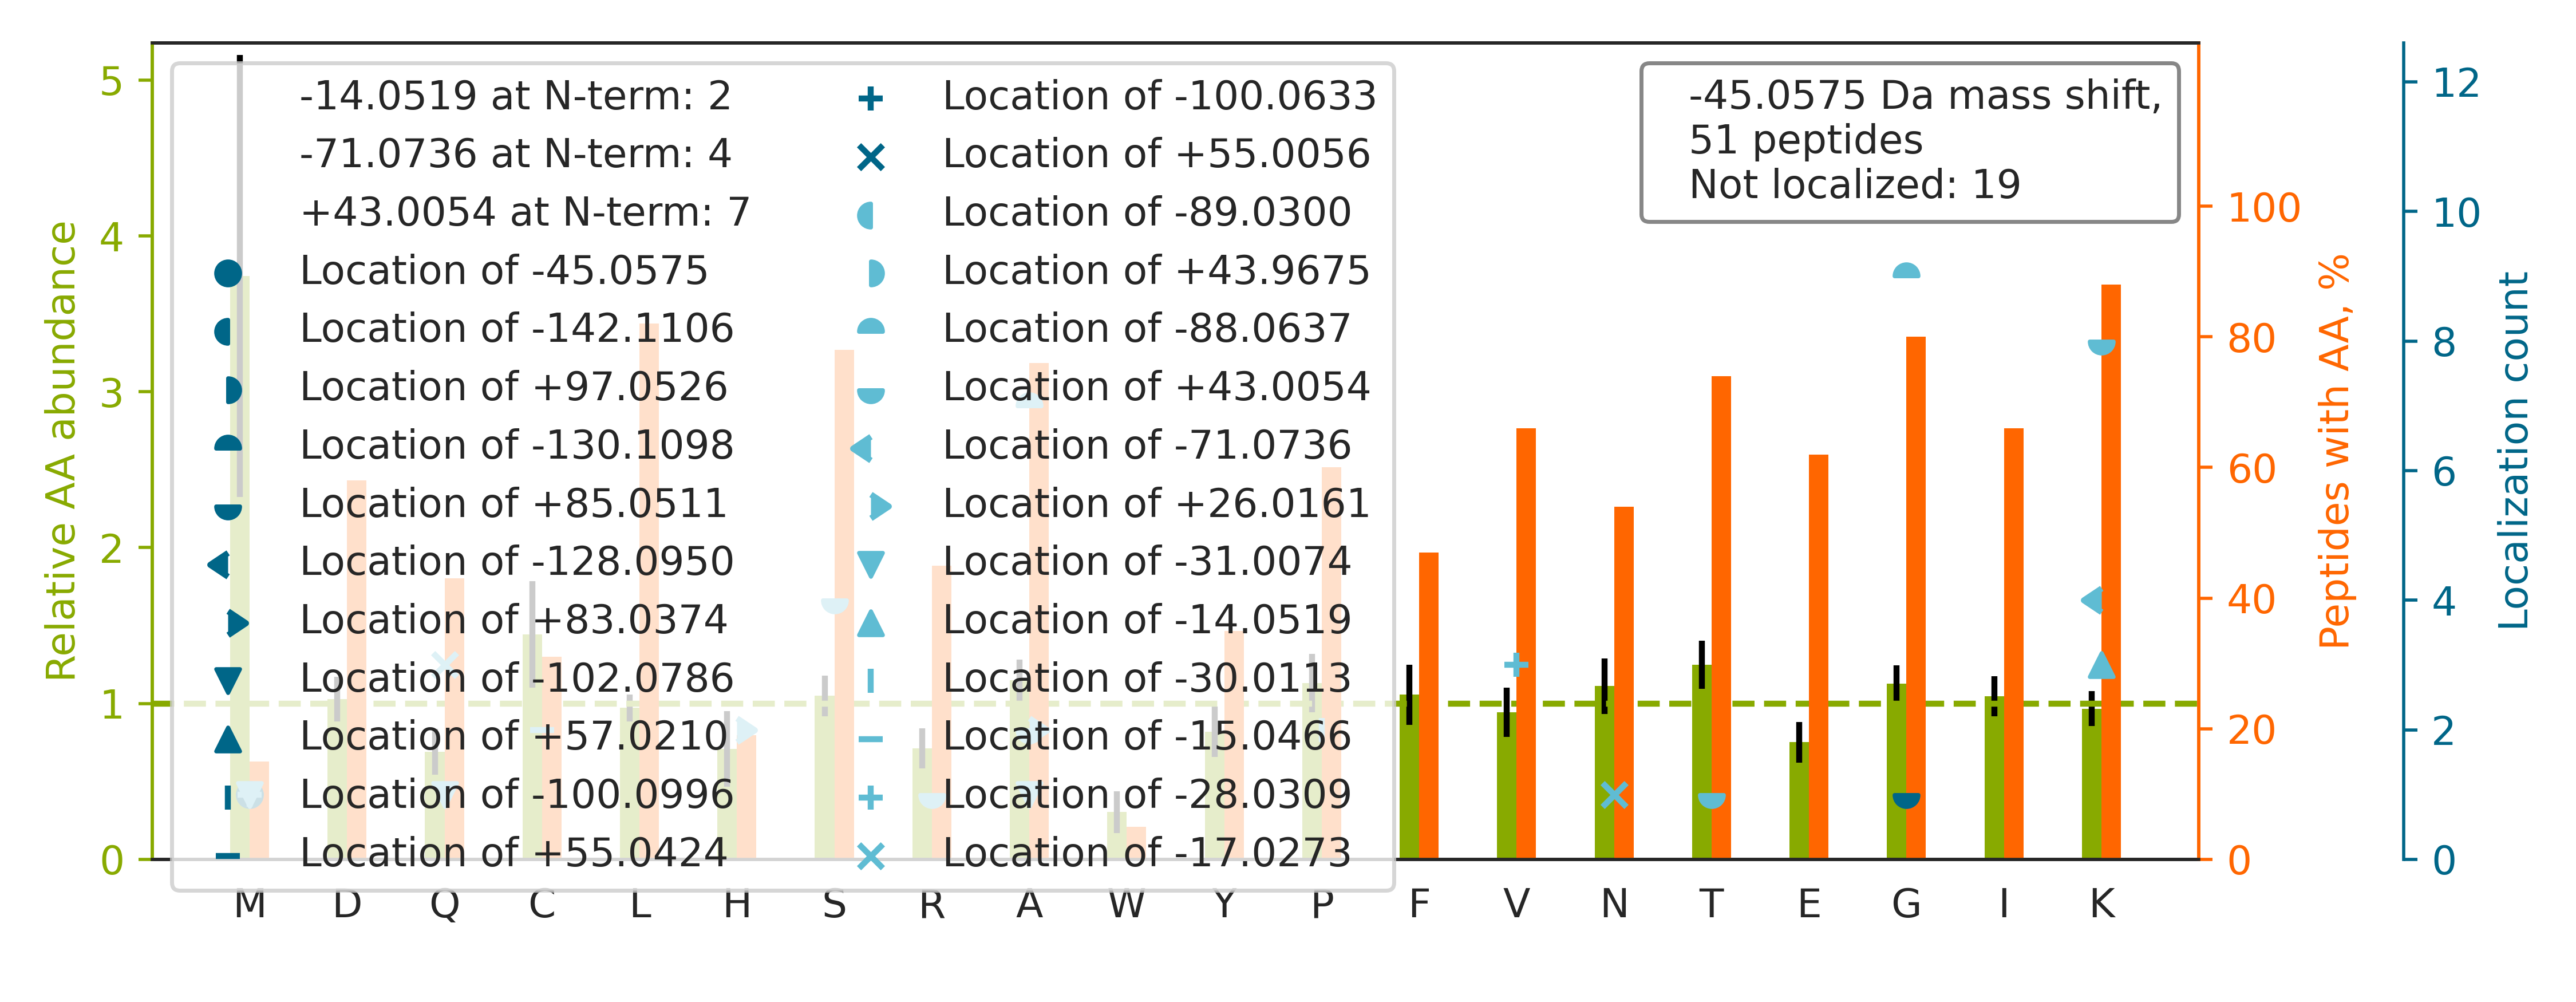 -14.0519 at N-term: 2
-71.0736 at N-term: 4
+43.0054 at N-term: 7
Location of -45.0575
Location of -142.1106
Location of +97.0526
Location of -130.1098
Location of +85.0511
Location of -128.0950
Location of +83.0374
Location of -102.0786
Location of +57.0210
Location of -100.0996
Location of +55.0424
Location of -100.0633
Location of +55.0056
Location of -89.0300
Location of +43.9675
Location of -88.0637
Location of +43.0054
Location of -71.0736
Location of +26.0161
Location of -31.0074
Location of -14.0519
Location of -30.0113
Location of -15.0466
Location of -28.0309
Location of -17.0273
-45.0575 Da mass shift,
51 peptides
Not localized: 19
Relative AA abundance
5
4
3
2
1
0
M D Q C L H S R A W Y P F V N T E G I K
100
80
60
40
20
0
Peptides with AA, %
12
10
8
6
4
2
0
Localization count